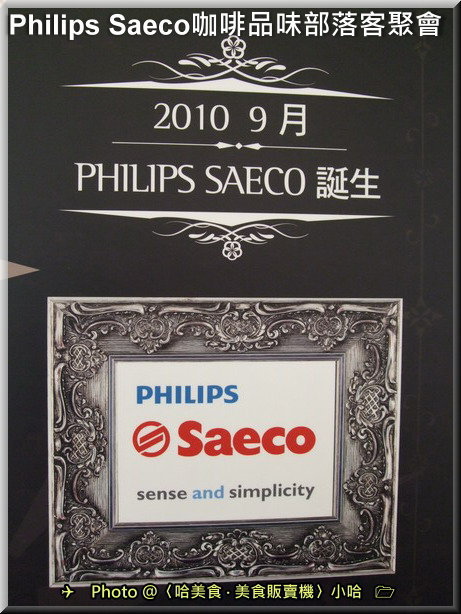 Philips Saeco咖啡品味部落客聚會
2010 9 月
PHILIPS SAECO 誕生
PHILIPS
Saeco
sense and simplicity
Photo @〈哈美食‧美食販賣機〉小哈